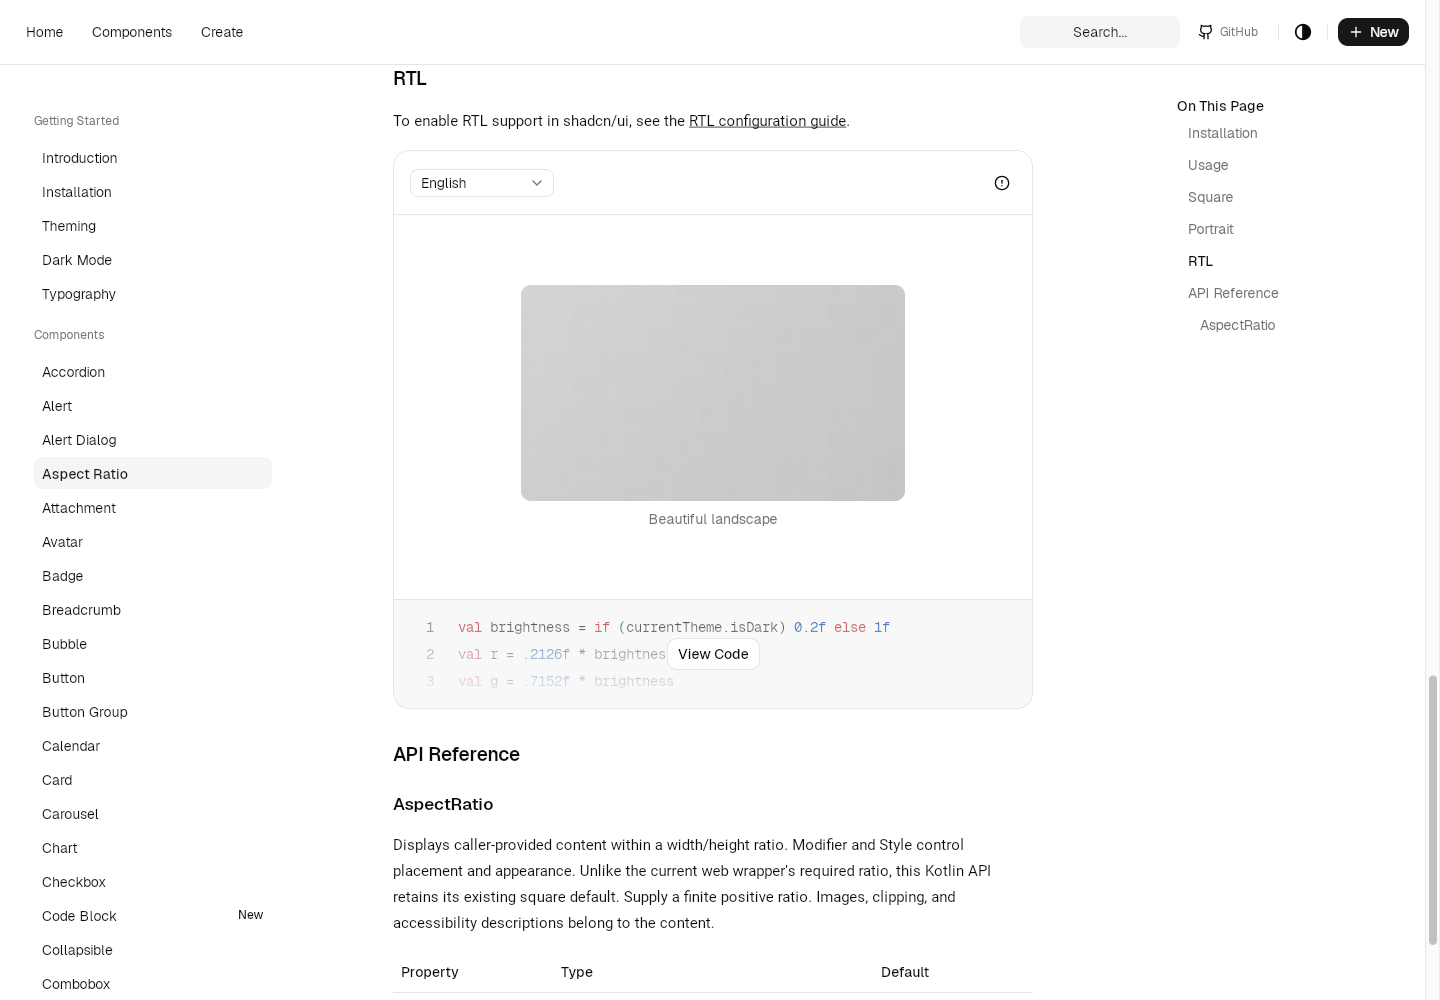 Home Components Create Search... GitHub New
RTL
To enable RTL support in shadcn/ui, see the RTL configuration guide.
English
Beautiful landscape
1 val brightness = if (currentTheme.isDark) 0.2f else 1f
2 val r = .2126f * brightnes
View Code
3 val g = .7152f * brightness
API Reference
AspectRatio
Displays caller-provided content within a width/height ratio. Modifier and Style control
placement and appearance. Unlike the current web wrapper's required ratio, this Kotlin API
retains its existing square default. Supply a finite positive ratio. Images, clipping, and
accessibility descriptions belong to the content.
Property Type Default
Getting Started
Introduction
Installation
Theming
Dark Mode
Typography
Components
Accordion
Alert
Alert Dialog
Aspect Ratio
Attachment
Avatar
Badge
Breadcrumb
Bubble
Button
Button Group
Calendar
Card
Carousel
Chart
Checkbox
Code Block New
Collapsible
Combobox
On This Page
Installation
Usage
Square
Portrait
RTL
API Reference
AspectRatio